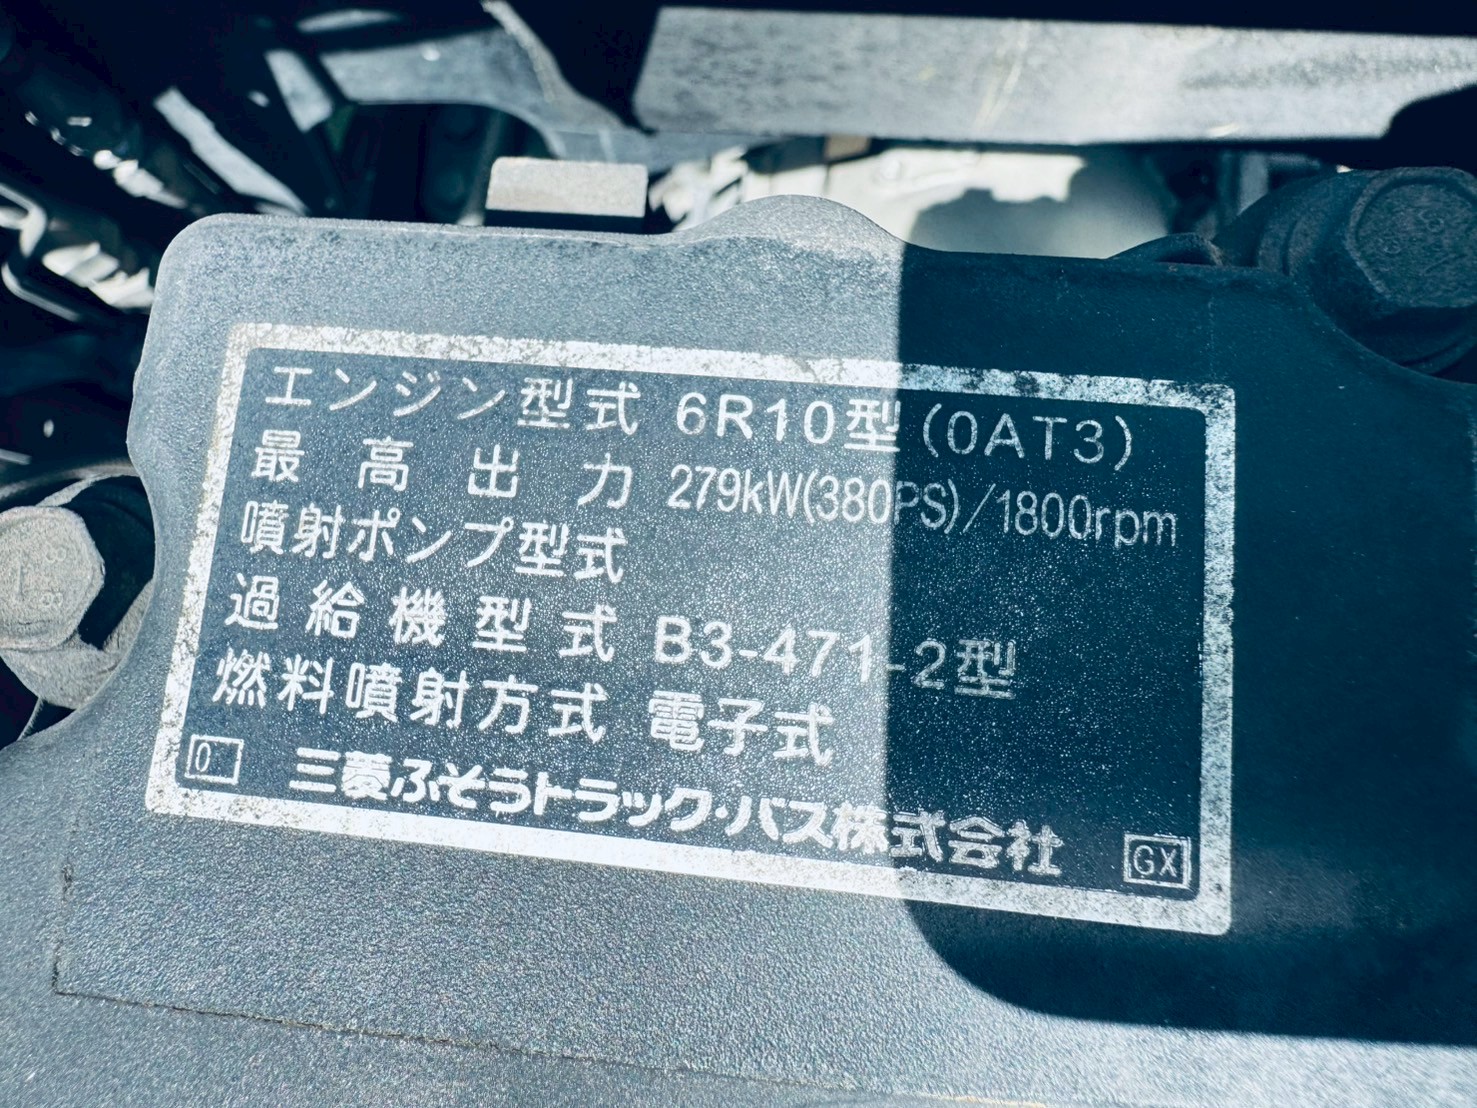 エンジン型式 6R10型(0AT3)
最高出力 279kW(380PS)/1800rpm
噴射ポンプ型式
過給機型式 B3-471-2型
燃料噴射方式 電子式
0 三菱ふそうトラック・バス株式会社 GX